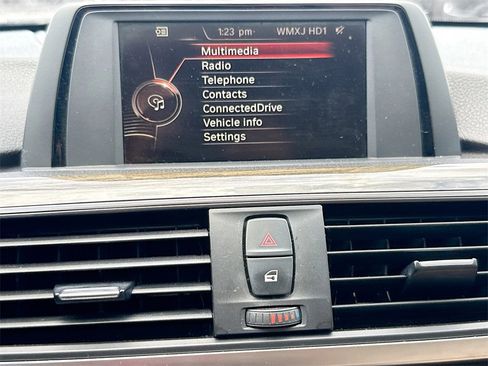 1:23 pm WMXJ HD1
Multimedia
Radio
Telephone
Contacts
ConnectedDrive
Vehicle info
Settings